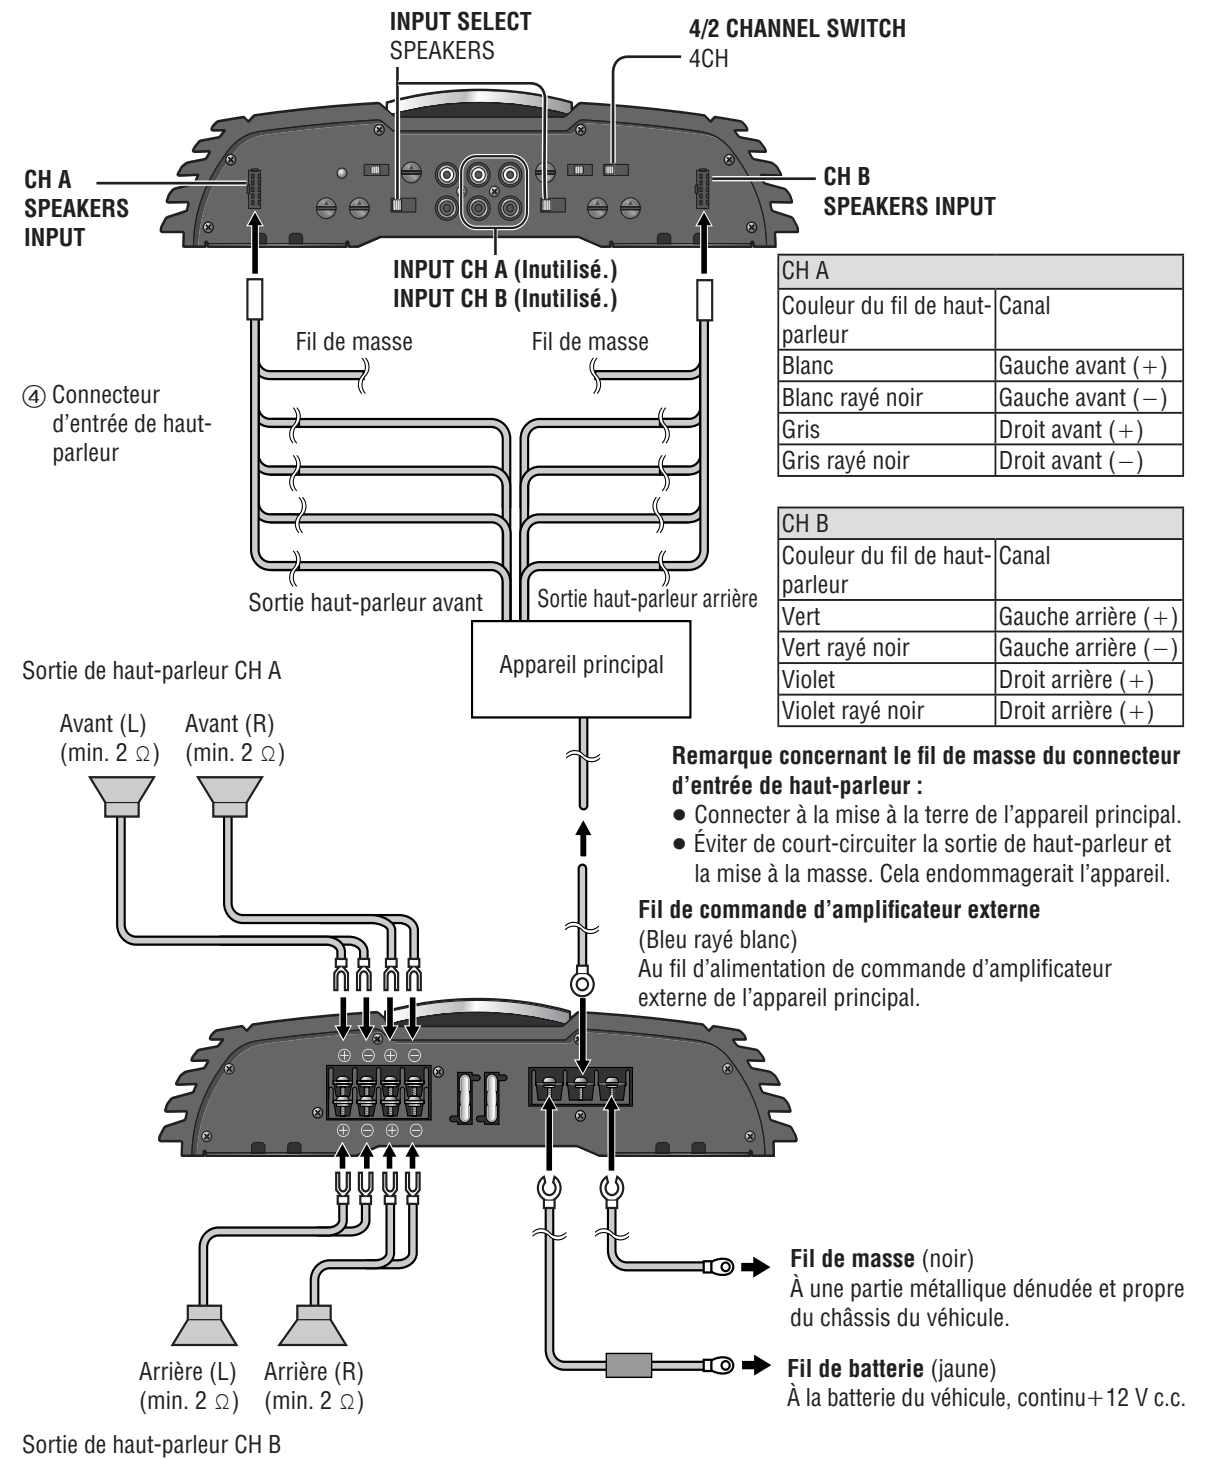 INPUT SELECT
SPEAKERS
4/2 CHANNEL SWITCH
4CH
CH A
SPEAKERS
INPUT
CH B
SPEAKERS INPUT
INPUT CH A (Inutilisé.)
INPUT CH B (Inutilisé.)
Fil de masse
Fil de masse
④ Connecteur
d'entrée de haut-
parleur
CH A
Couleur du fil de haut- Canal
parleur
Blanc Gauche avant (+)
Blanc rayé noir Gauche avant (−)
Gris Droit avant (+)
Gris rayé noir Droit avant (−)
CH B
Couleur du fil de haut- Canal
parleur
Vert Gauche arrière (+)
Vert rayé noir Gauche arrière (−)
Violet Droit arrière (+)
Violet rayé noir Droit arrière (+)
Sortie haut-parleur avant
Sortie haut-parleur arrière
Appareil principal
Sortie de haut-parleur CH A
Avant (L)
(min. 2 Ω)
Avant (R)
(min. 2 Ω)
Remarque concernant le fil de masse du connecteur
d'entrée de haut-parleur :
● Connecter à la mise à la terre de l'appareil principal.
● Éviter de court-circuiter la sortie de haut-parleur et
la mise à la masse. Cela endommagerait l'appareil.
Fil de commande d'amplificateur externe
(Bleu rayé blanc)
Au fil d'alimentation de commande d'amplificateur
externe de l'appareil principal.
⊕ ⊖ ⊕ ⊖
⊕ ⊖ ⊕ ⊖
Fil de masse (noir)
À une partie métallique dénudée et propre
du châssis du véhicule.
Fil de batterie (jaune)
À la batterie du véhicule, continu+12 V c.c.
Arrière (L)
(min. 2 Ω)
Arrière (R)
(min. 2 Ω)
Sortie de haut-parleur CH B